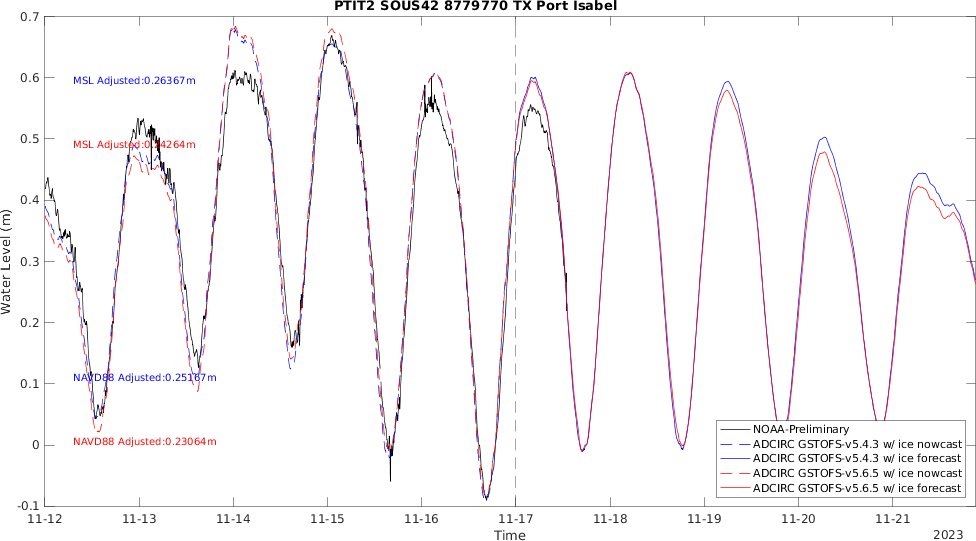 PTIT2 SOUS42 8779770 TX Port Isabel
0.7
0.6
0.5
0.4
0.3
0.2
0.1
0
-0.1
Water Level (m)
MSL Adjusted:0.26367m
MSL Adjusted:0.24264m
NAVD88 Adjusted:0.25167m
NAVD88 Adjusted:0.23064m
NOAA-Preliminary
ADCIRC GSTOFS-v5.4.3 w/ ice nowcast
ADCIRC GSTOFS-v5.4.3 w/ ice forecast
ADCIRC GSTOFS-v5.6.5 w/ ice nowcast
ADCIRC GSTOFS-v5.6.5 w/ ice forecast
11-12 11-13 11-14 11-15 11-16 11-17 11-18 11-19 11-20 11-21
Time
2023